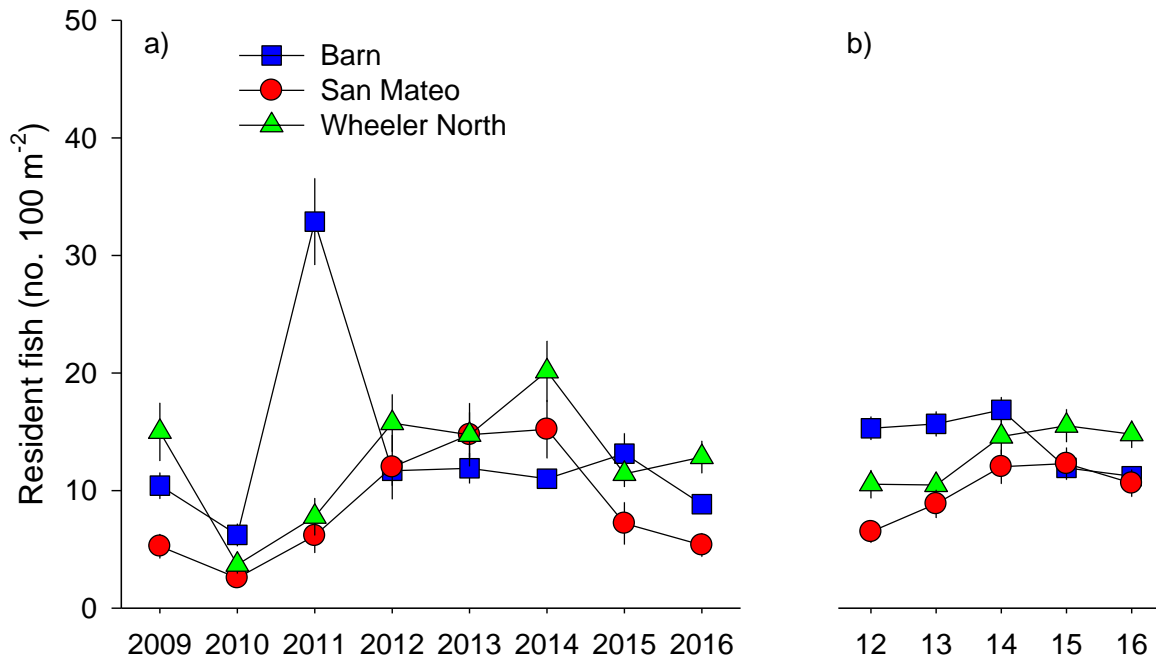 Resident fish (no. 100 m⁻²)
50
40
30
20
10
0
a)
Barn
San Mateo
Wheeler North
2009 2010 2011 2012 2013 2014 2015 2016
b)
12 13 14 15 16